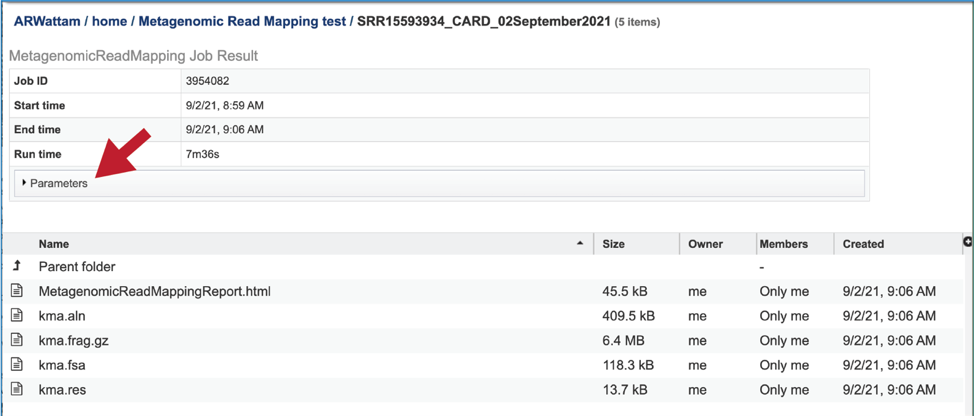 ARWattam / home / Metagenomic Read Mapping test / SRR15593934_CARD_02September2021 (5 items)
MetagenomicReadMapping Job Result
Job ID 3954082
Start time 9/2/21, 8:59 AM
End time 9/2/21, 9:06 AM
Run time 7m36s
Parameters
Name Size Owner Members Created
Parent folder -
MetagenomicReadMappingReport.html 45.5 kB me Only me 9/2/21, 9:06 AM
kma.aln 409.5 kB me Only me 9/2/21, 9:06 AM
kma.frag.gz 6.4 MB me Only me 9/2/21, 9:06 AM
kma.fsa 118.3 kB me Only me 9/2/21, 9:06 AM
kma.res 13.7 kB me Only me 9/2/21, 9:06 AM